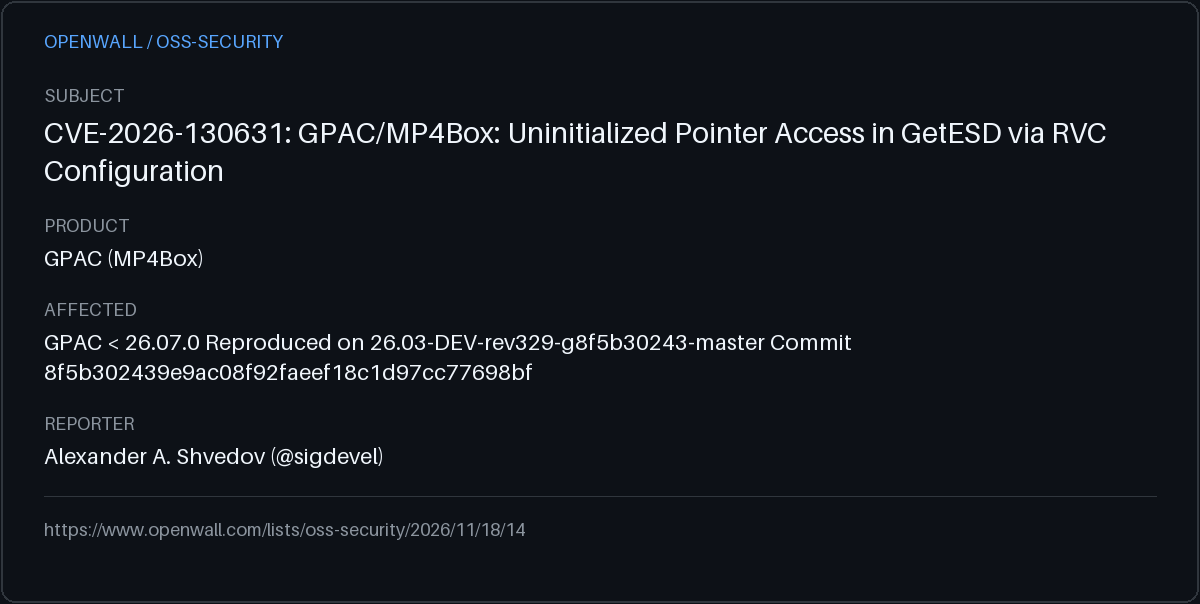 OPENWALL / OSS-SECURITY
SUBJECT
CVE-2026-130631: GPAC/MP4Box: Uninitialized Pointer Access in GetESD via RVC
Configuration
PRODUCT
GPAC (MP4Box)
AFFECTED
GPAC < 26.07.0 Reproduced on 26.03-DEV-rev329-g8f5b30243-master Commit
8f5b302439e9ac08f92faeef18c1d97cc77698bf
REPORTER
Alexander A. Shvedov (@sigdevel)
https://www.openwall.com/lists/oss-security/2026/11/18/14